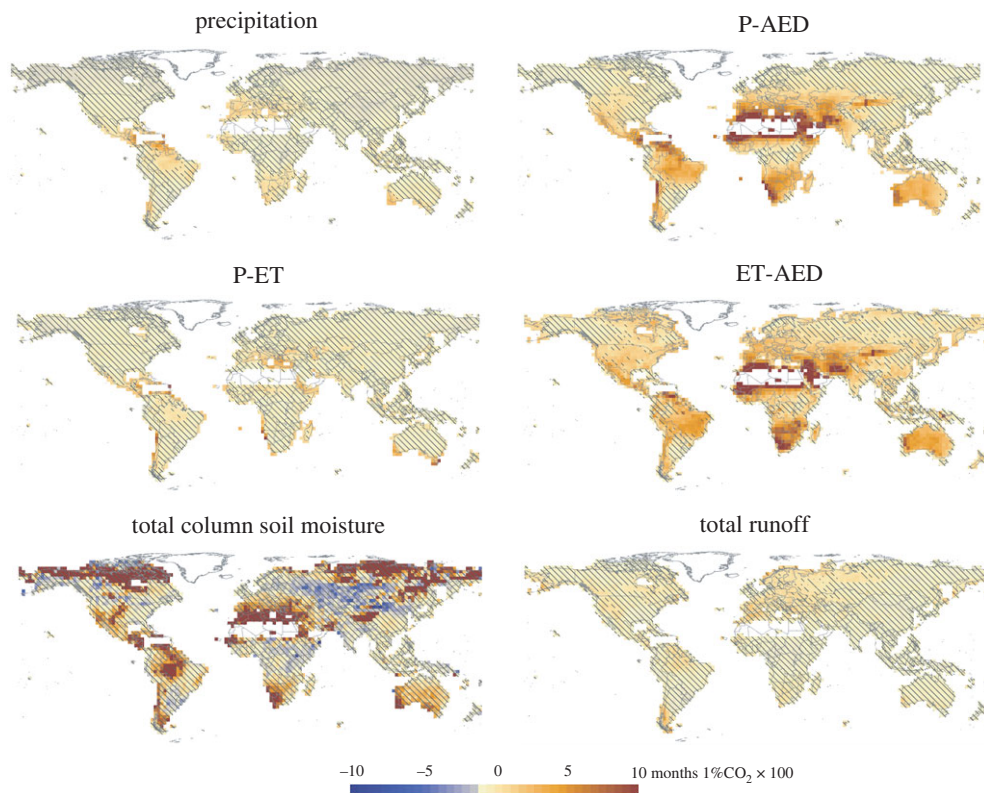 precipitation
P-AED
P-ET
ET-AED
total column soil moisture
total runoff
–10 –5 0 5 10 months 1%CO₂ × 100